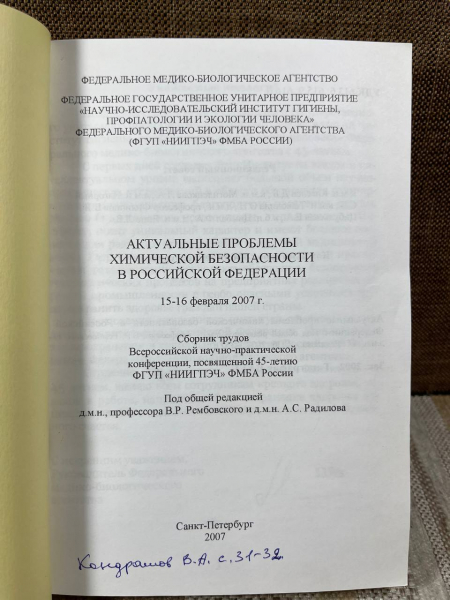 ФЕДЕРАЛЬНОЕ МЕДИКО-БИОЛОГИЧЕСКОЕ АГЕНТСТВО
ФЕДЕРАЛЬНОЕ ГОСУДАРСТВЕННОЕ УНИТАРНОЕ ПРЕДПРИЯТИЕ
«НАУЧНО-ИССЛЕДОВАТЕЛЬСКИЙ ИНСТИТУТ ГИГИЕНЫ,
ПРОФПАТОЛОГИИ И ЭКОЛОГИИ ЧЕЛОВЕКА»
ФЕДЕРАЛЬНОГО МЕДИКО-БИОЛОГИЧЕСКОГО АГЕНТСТВА
(ФГУП «НИИГПЭЧ» ФМБА РОССИИ)
АКТУАЛЬНЫЕ ПРОБЛЕМЫ
ХИМИЧЕСКОЙ БЕЗОПАСНОСТИ
В РОССИЙСКОЙ ФЕДЕРАЦИИ
15-16 февраля 2007 г.
Сборник трудов
Всероссийской научно-практической
конференции, посвященной 45-летию
ФГУП «НИИГПЭЧ» ФМБА России
Под общей редакцией
д.м.н., профессора В.Р. Рембовского и д.м.н. А.С. Радилова
Санкт-Петербург
2007
Кондрашов В.А. с.31-32